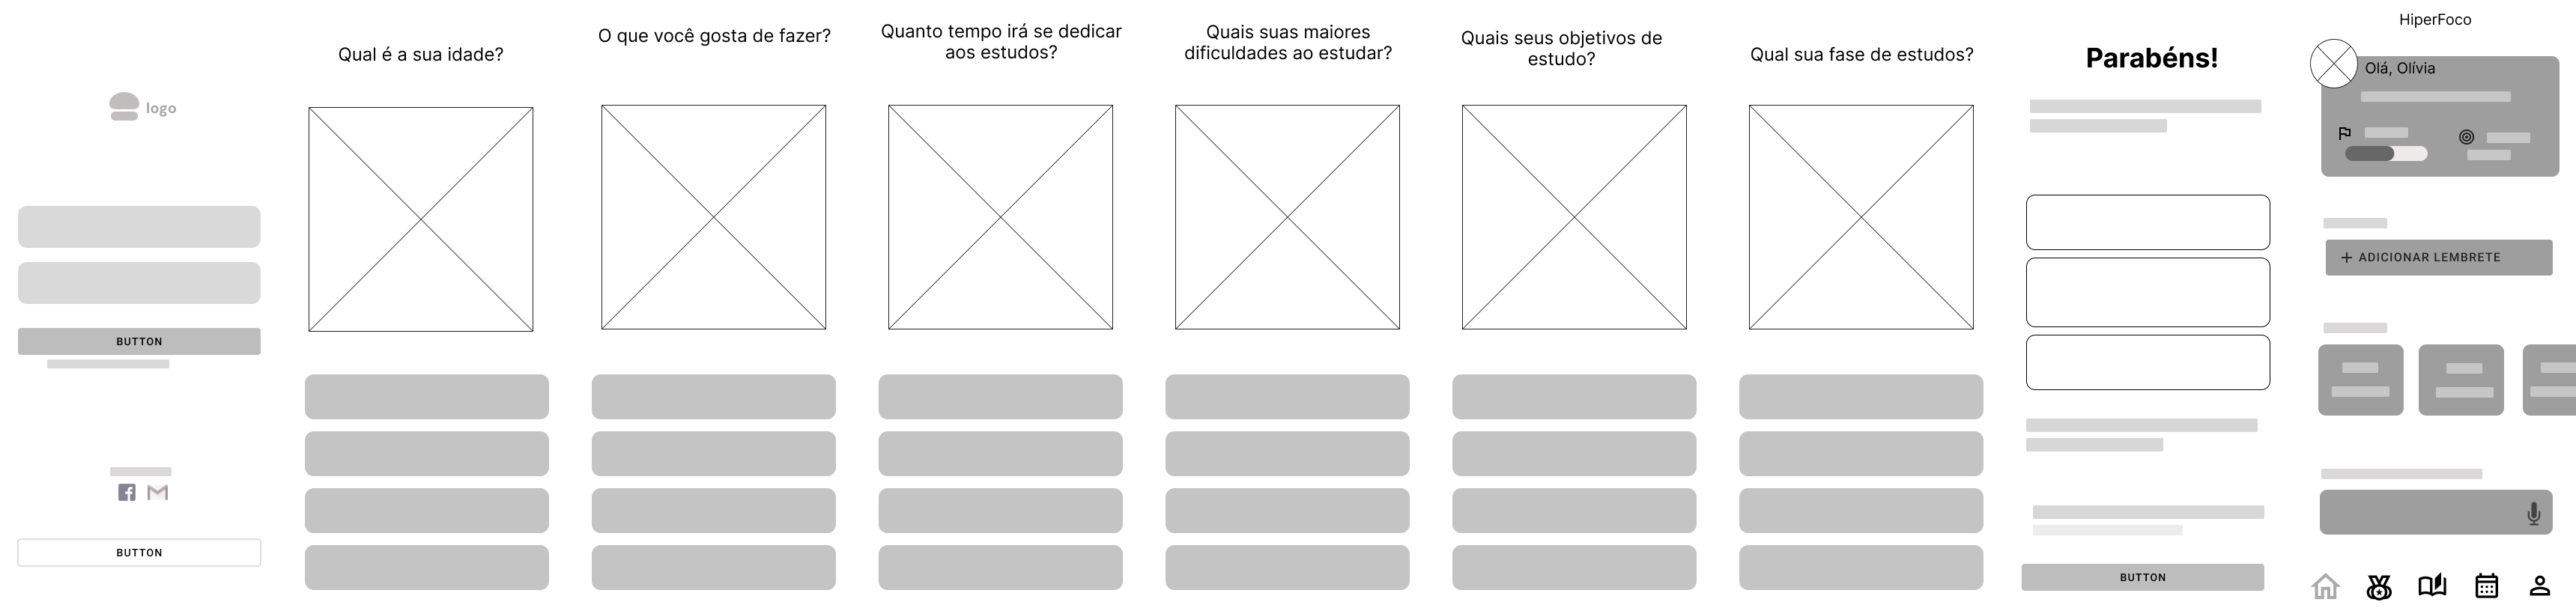 logo
BUTTON
BUTTON
Qual é a sua idade?
O que você gosta de fazer?
Quanto tempo irá se dedicar
aos estudos?
Quais suas maiores
dificuldades ao estudar?
Quais seus objetivos de
estudo?
Qual sua fase de estudos?
Parabéns!
BUTTON
HiperFoco
Olá, Olívia
+ ADICIONAR LEMBRETE